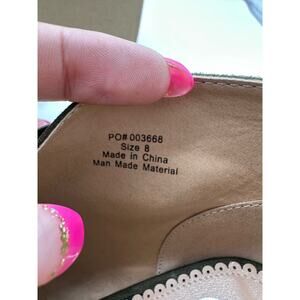 PO# 003668
Size 8
Made in China
Man Made Material